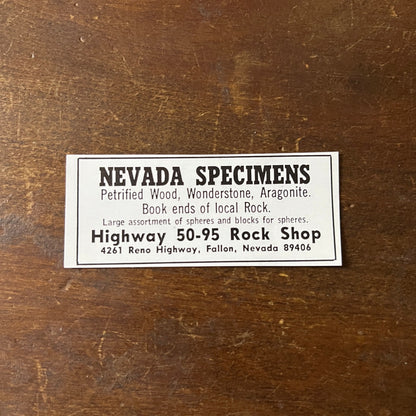 NEVADA SPECIMENS
Petrified Wood, Wonderstone, Aragonite.
Book ends of local Rock.
Large assortment of spheres and blocks for spheres.
Highway 50-95 Rock Shop
4261 Reno Highway, Fallon, Nevada 89406